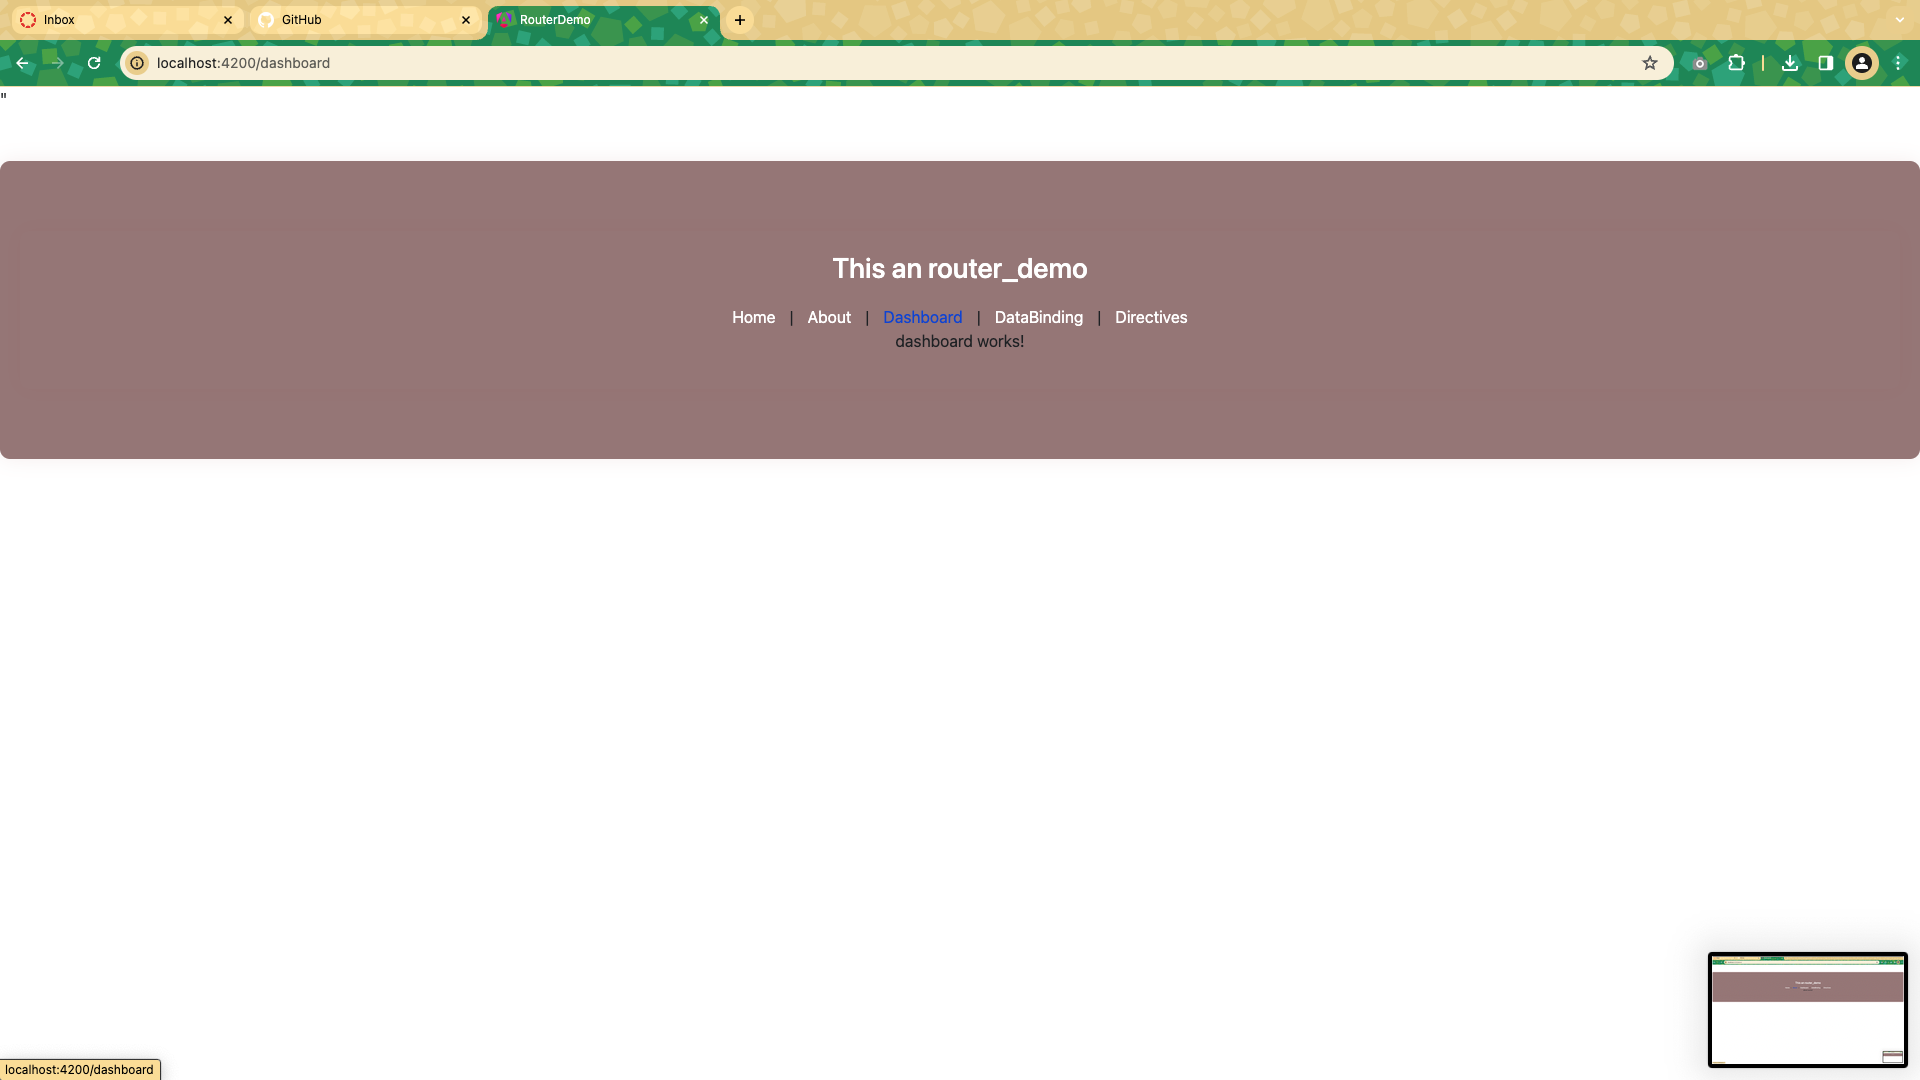 Inbox
GitHub
RouterDemo
localhost:4200/dashboard
"
This an router_demo
Home | About | Dashboard | DataBinding | Directives
dashboard works!
localhost:4200/dashboard